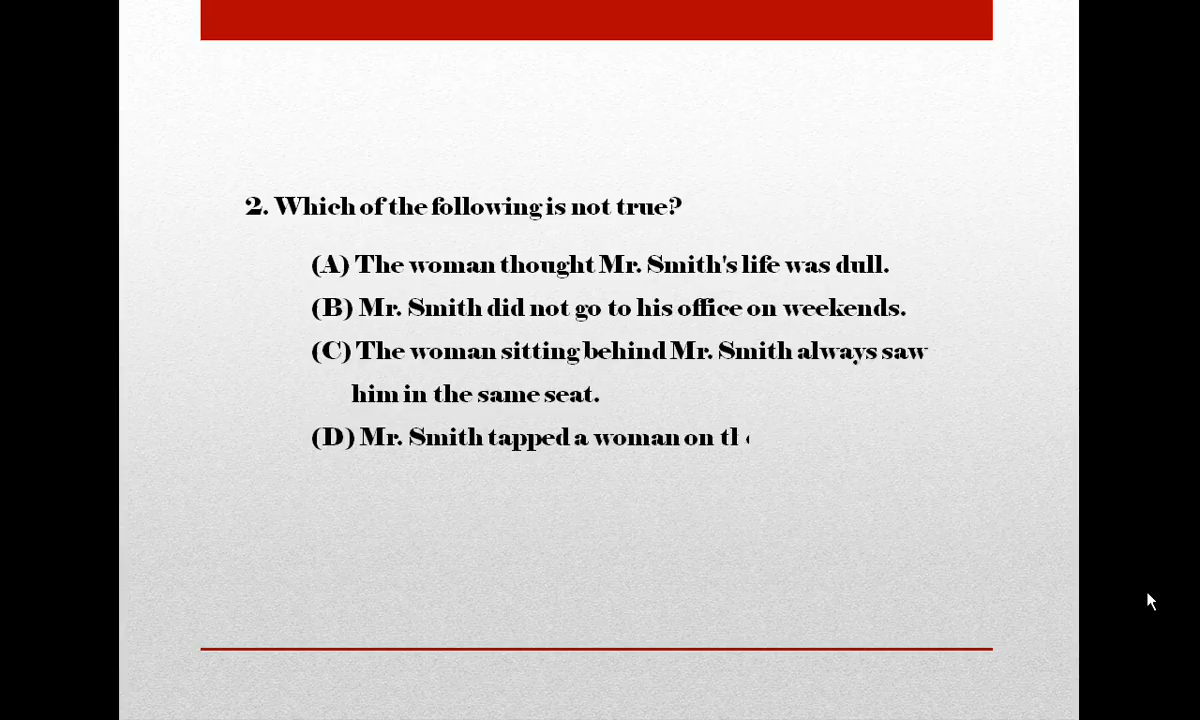 2. Which of the following is not true?
(A) The woman thought Mr. Smith's life was dull.
(B) Mr. Smith did not go to his office on weekends.
(C) The woman sitting behind Mr. Smith always saw
him in the same seat.
(D) Mr. Smith tapped a woman on